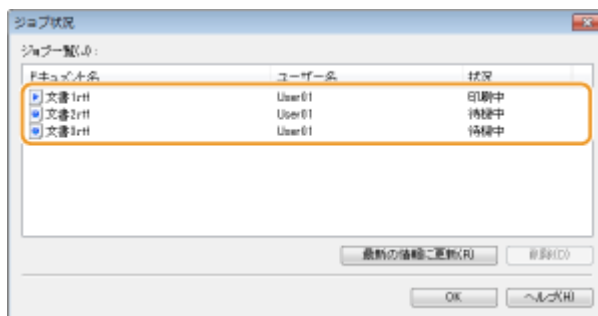 ジョブ状況
ジョブ一覧(J):
ドキュメント名 ユーザー名 状況
文書1.rtf User01 印刷中
文書2.rtf User01 待機中
文書3.rtf User01 待機中
最新の情報に更新(R) 削除(D)
OK ヘルプ(H)